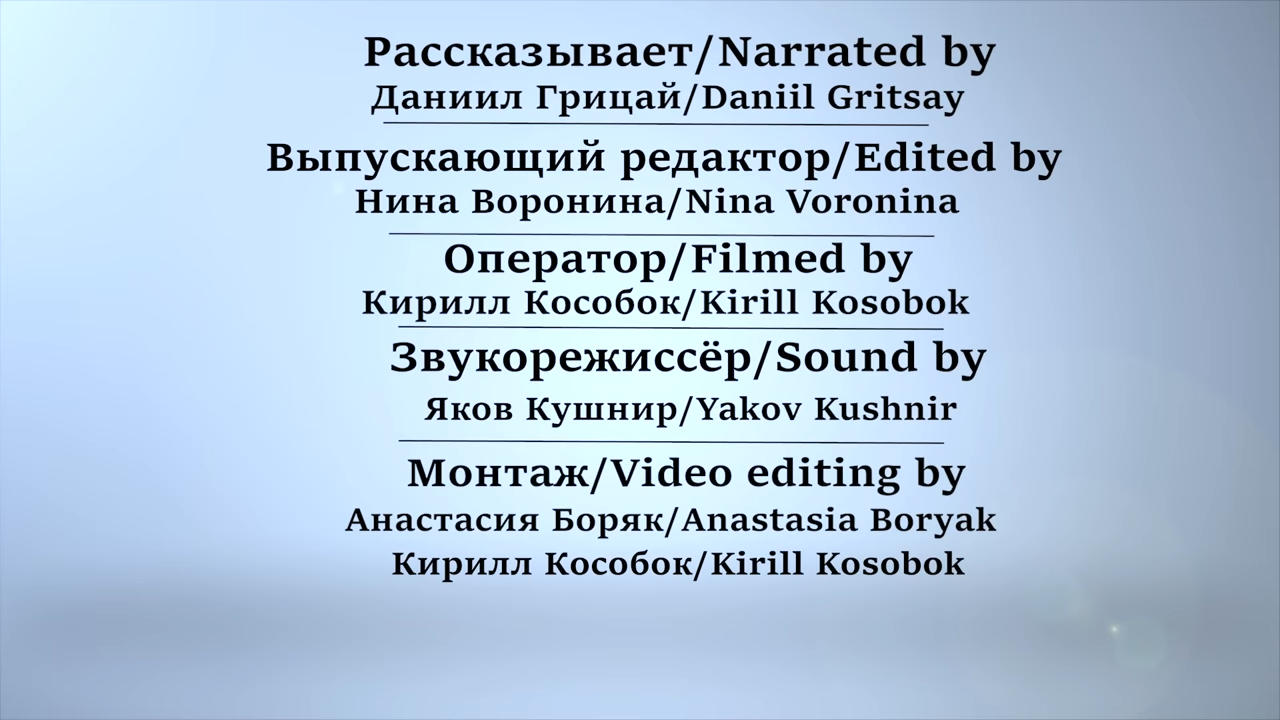 Рассказывает/Narrated by
Даниил Грицай/Daniil Gritsay
Выпускающий редактор/Edited by
Нина Воронина/Nina Voronina
Оператор/Filmed by
Кирилл Кособок/Kirill Kosobok
Звукорежиссёр/Sound by
Яков Кушнир/Yakov Kushnir
Монтаж/Video editing by
Анастасия Боряк/Anastasia Boryak
Кирилл Кособок/Kirill Kosobok